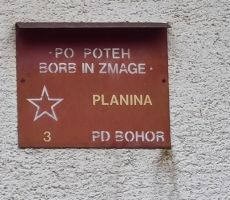 · PO POTEH
BORB IN ZMAGE ·
PLANINA
3 PD BOHOR